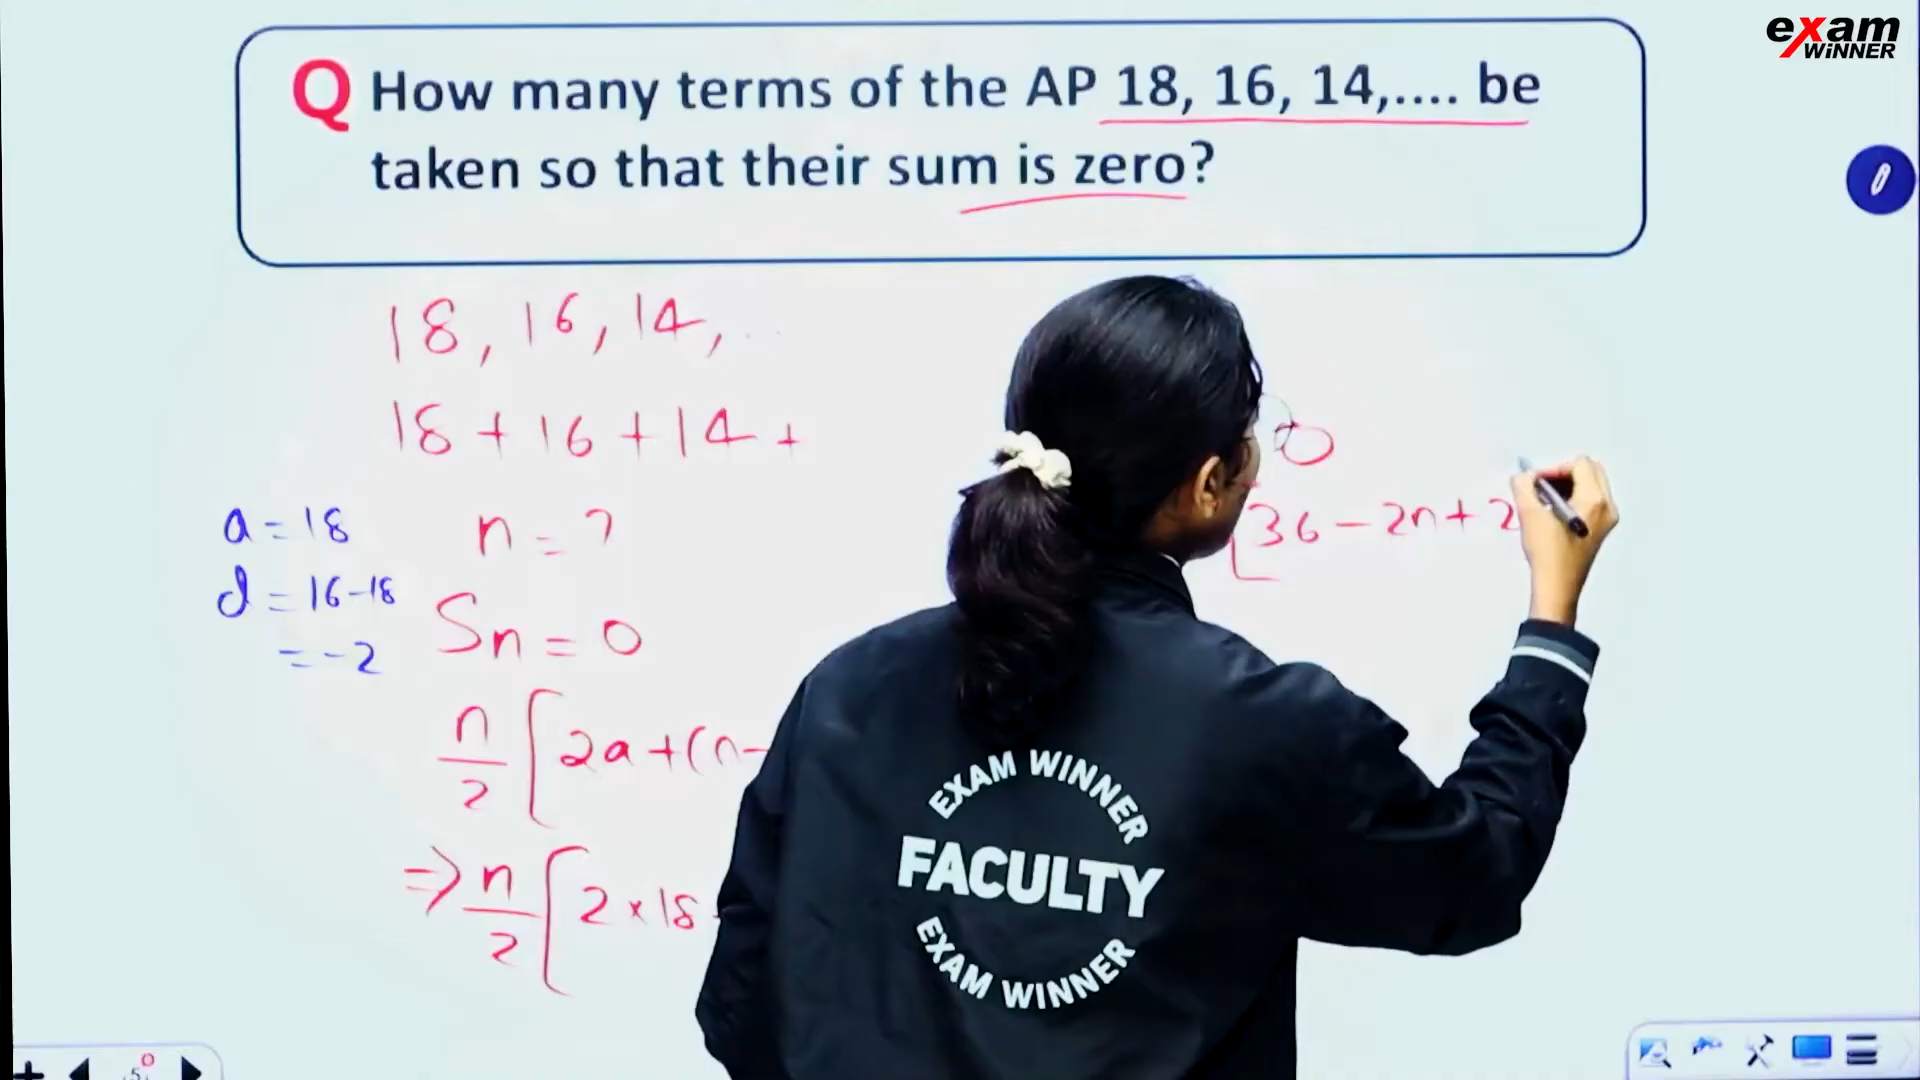 exam
WiNNER
Q How many terms of the AP 18, 16, 14,.... be
taken so that their sum is zero?
18, 16, 14, ..
18 + 16 + 14 +
a = 18
d = 16-18
= -2
n = ?
Sn = 0
n/2 [2a+(n-
⇒ n/2 [2×18
0
[36-2n+2
EXAM WINNER
FACULTY
EXAM WINNER
0
5